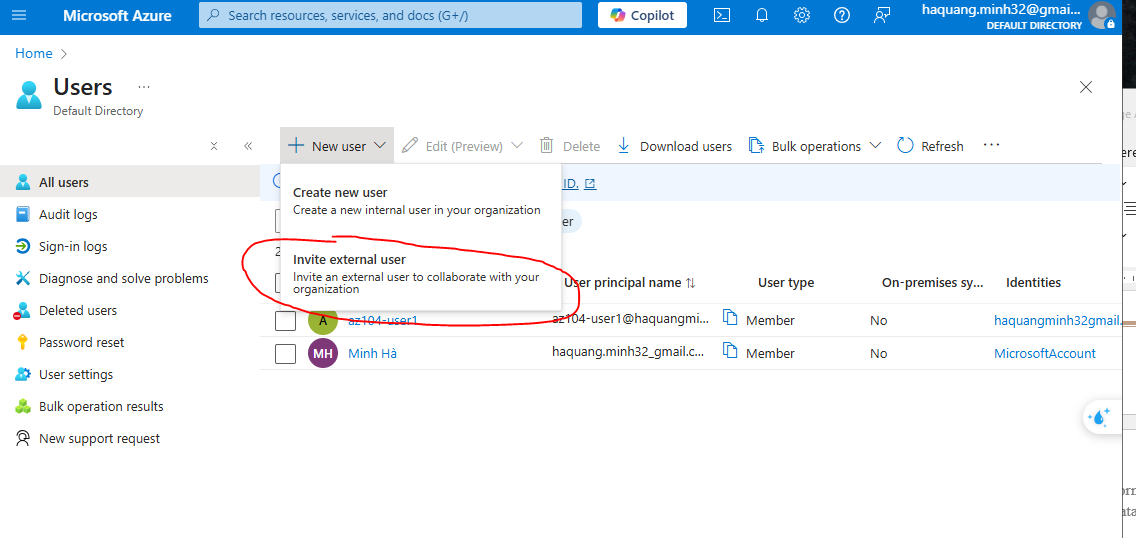 Microsoft Azure
Search resources, services, and docs (G+/)
Copilot
haquang.minh32@gmai...
DEFAULT DIRECTORY
Home
Users
...
Default Directory
New user
Edit (Preview)
Delete
Download users
Bulk operations
Refresh
...
All users
Audit logs
Sign-in logs
Diagnose and solve problems
Deleted users
Password reset
User settings
Bulk operation results
New support request
Create new user
Create a new internal user in your organization
Invite external user
Invite an external user to collaborate with your
organization
ID.
er
2
User principal name
User type
On-premises sy...
Identities
A
az104-user1
az104-user1@haquangmi...
Member
No
haquangminh32gmail.
MH
Minh Hà
haquang.minh32_gmail.c...
Member
No
MicrosoftAccount